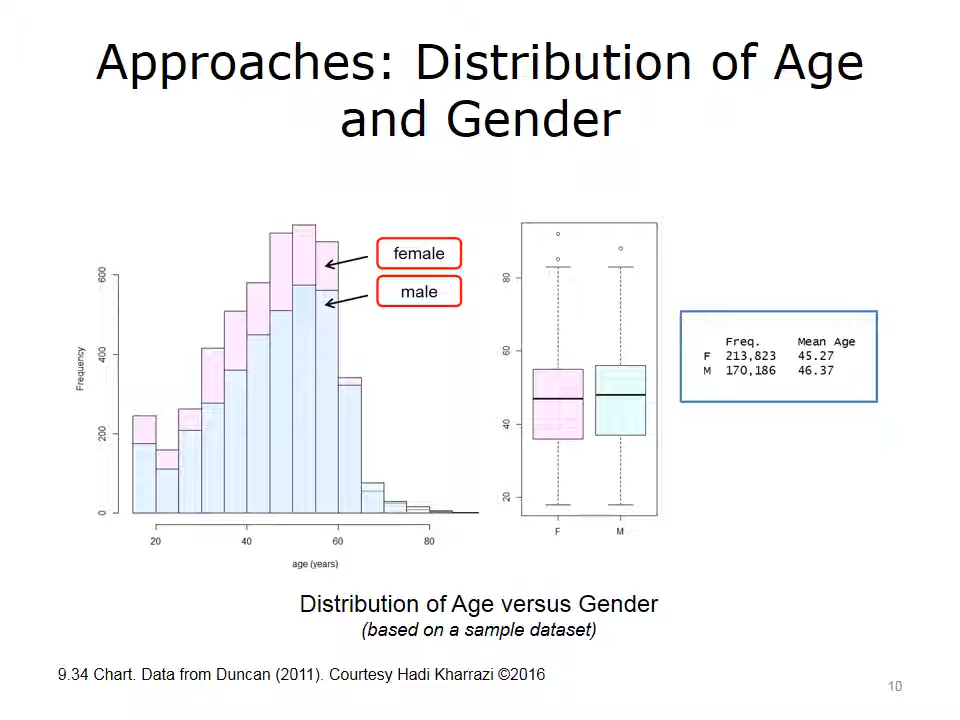 Approaches: Distribution of Age
and Gender
female
male
Frequency
0
200
400
600
20
40
60
80
age (years)
20
40
60
80
F
M
Freq. Mean Age
F 213,823 45.27
M 170,186 46.37
Distribution of Age versus Gender
(based on a sample dataset)
9.34 Chart. Data from Duncan (2011). Courtesy Hadi Kharrazi ©2016
10